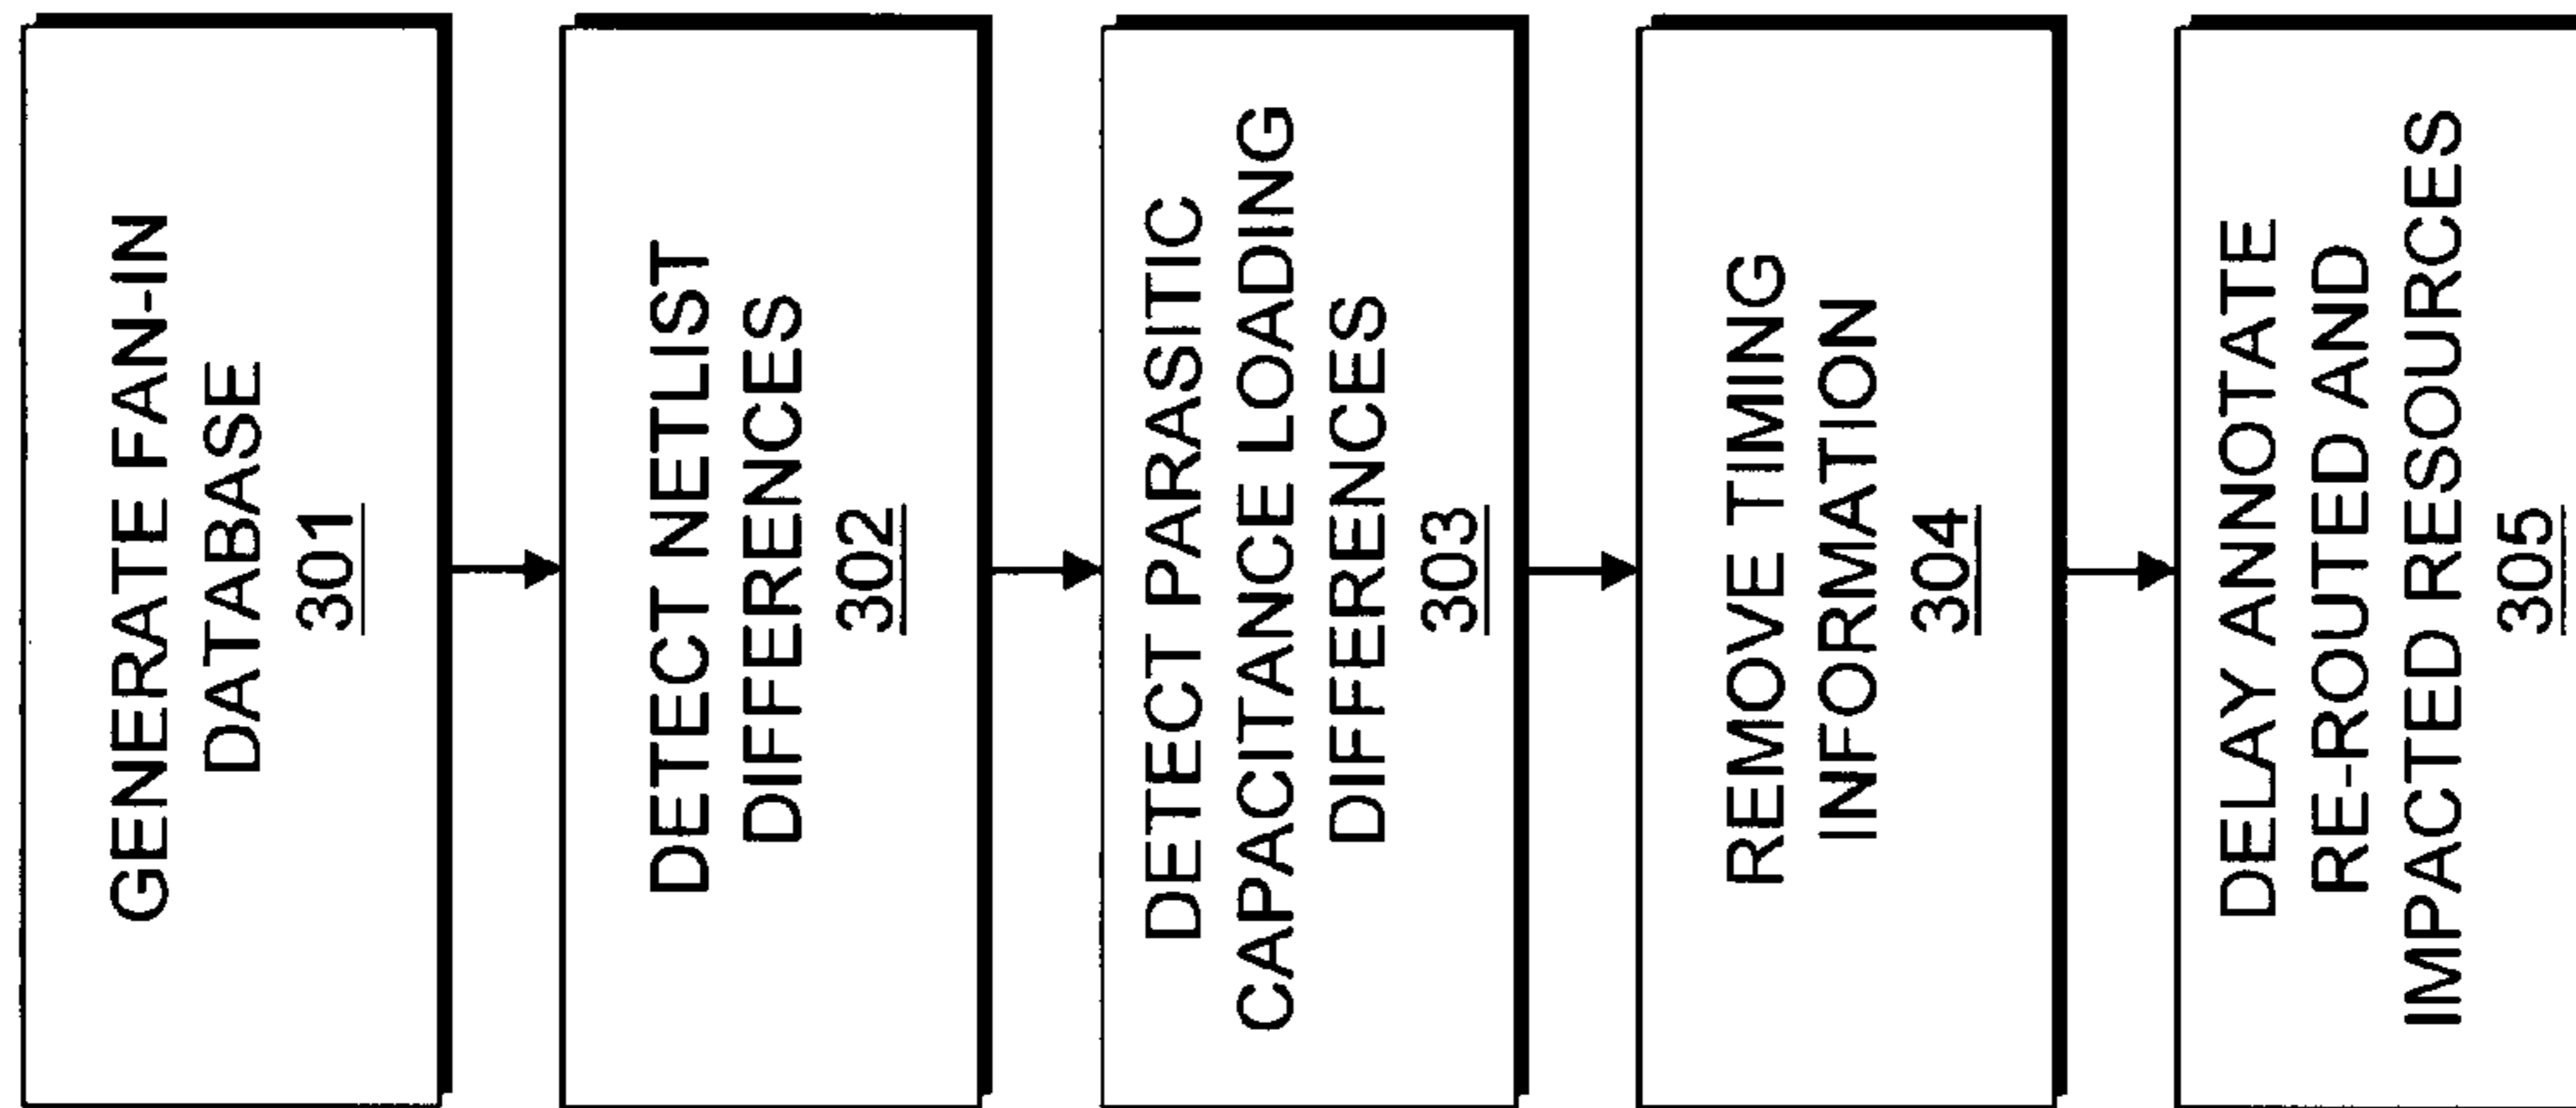 GENERATE FAN-IN
DATABASE
301
DETECT NETLIST
DIFFERENCES
302
DETECT PARASITIC
CAPACITANCE LOADING
DIFFERENCES
303
REMOVE TIMING
INFORMATION
304
DELAY ANNOTATE
RE-ROUTED AND
IMPACTED RESOURCES
305